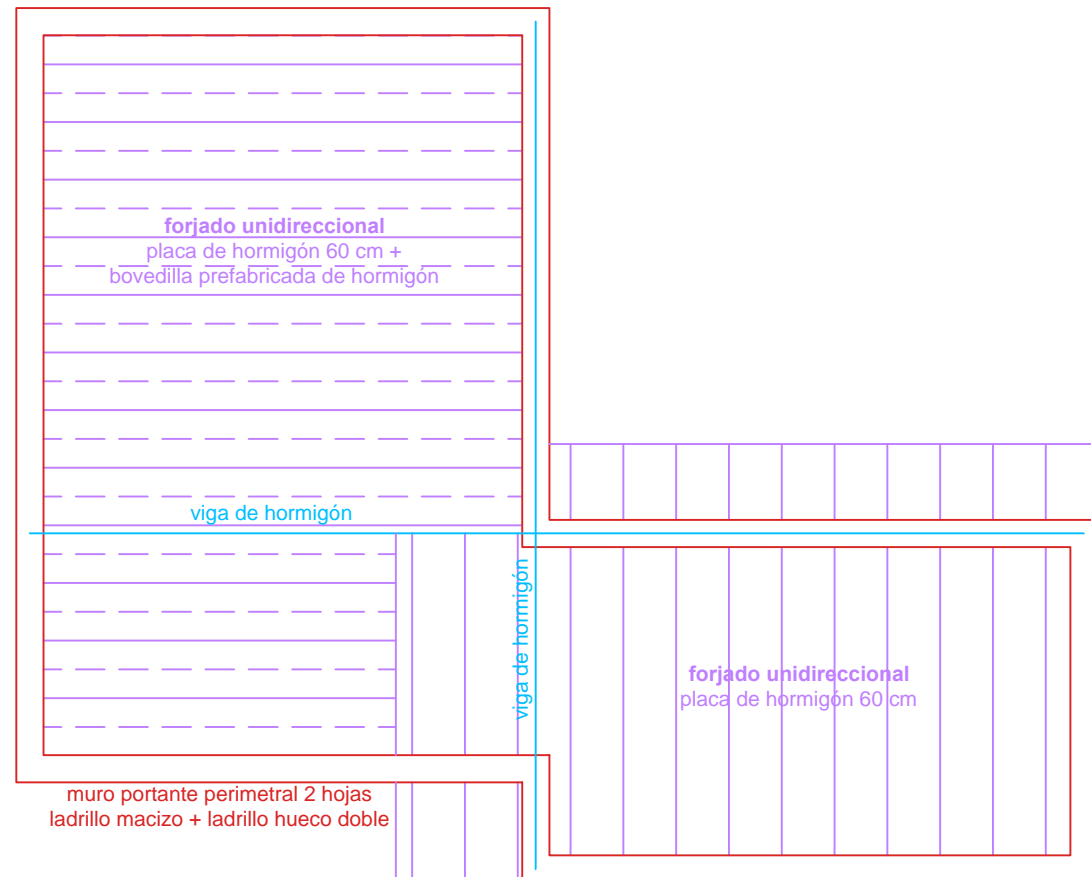 forjado unidireccional
placa de hormigón 60 cm +
bovedilla prefabricada de hormigón
viga de hormigón
viga de hormigón
forjado unidireccional
placa de hormigón 60 cm
muro portante perimetral 2 hojas
ladrillo macizo + ladrillo hueco doble